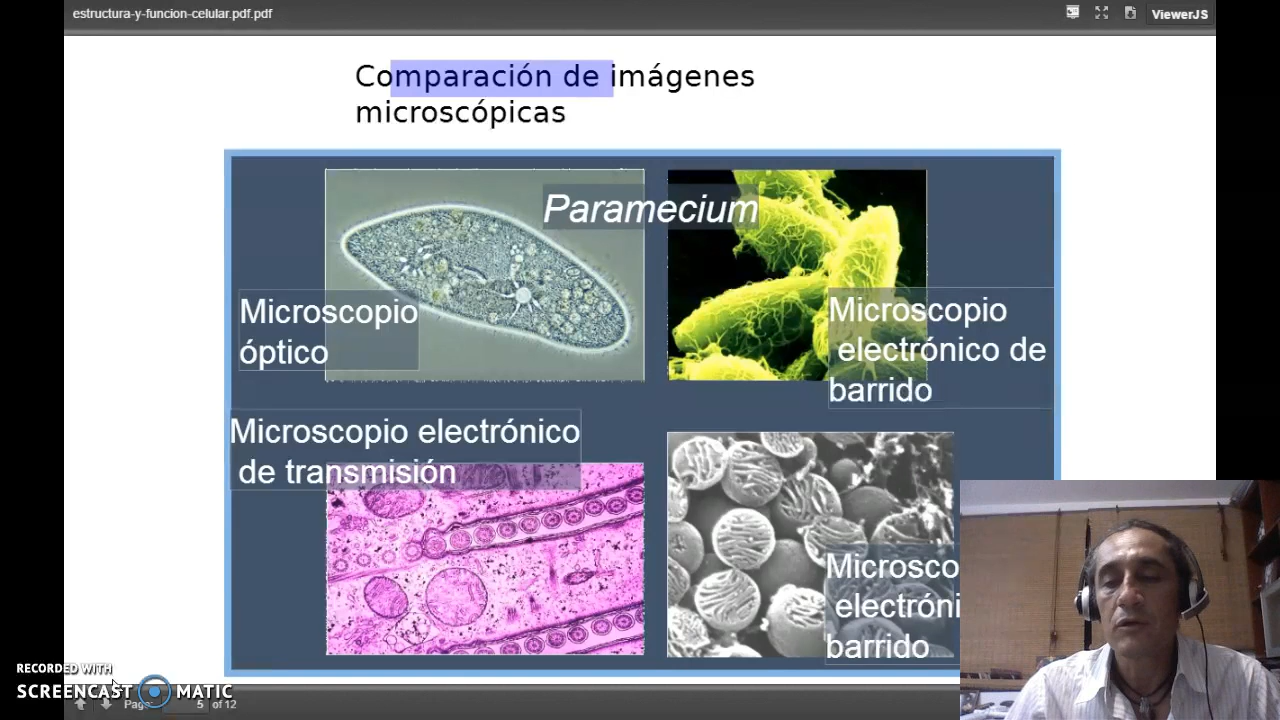 estructura-y-funcion-celular.pdf.pdf
ViewerJS
Comparación de imágenes
microscópicas
Paramecium
Microscopio
óptico
Microscopio
electrónico de
barrido
Microscopio electrónico
de transmisión
Microsco
electróni
barrido
RECORDED WITH
SCREENCAST MATIC
Page: 5 of 12